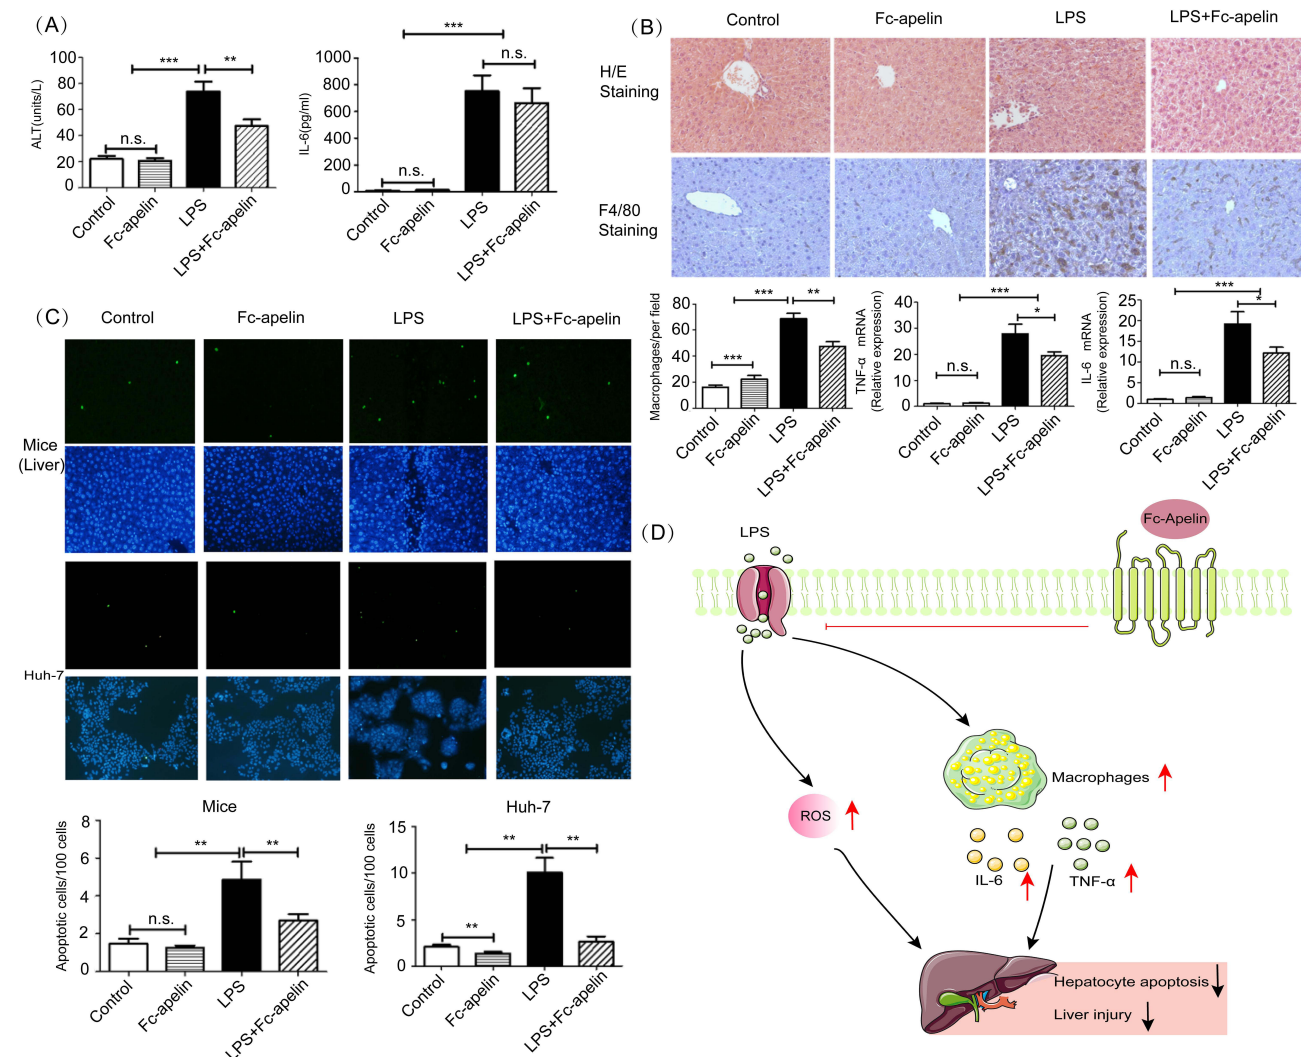 (A)
ALT(units/L)
100
80
60
40
20
0
***
**
n.s.
Control
Fc-apelin
LPS
LPS+Fc-apelin
IL-6(pg/ml)
1000
800
600
400
200
0
***
n.s.
n.s.
Control
Fc-apelin
LPS
LPS+Fc-apelin
(B)
Control
Fc-apelin
LPS
LPS+Fc-apelin
H/E
Staining
F4/80
Staining
Macrophages/per field
80
60
40
20
0
***
**
***
Control
Fc-apelin
LPS
LPS+Fc-apelin
TNF-α mRNA
(Relative expression)
40
30
20
10
0
***
*
n.s.
Control
Fc-apelin
LPS
LPS+Fc-apelin
IL-6 mRNA
(Relative expression)
25
20
15
10
5
0
***
*
n.s.
Control
Fc-apelin
LPS
LPS+Fc-apelin
(C)
Control
Fc-apelin
LPS
LPS+Fc-apelin
Mice
(Liver)
Huh-7
Mice
Apoptotic cells/100 cells
8
6
4
2
0
**
**
n.s.
Control
Fc-apelin
LPS
LPS+Fc-apelin
Huh-7
Apoptotic cells/100 cells
15
10
5
0
**
**
**
Control
Fc-apelin
LPS
LPS+Fc-apelin
(D)
LPS
Fc-Apelin
Macrophages
ROS
IL-6
TNF-α
Hepatocyte apoptosis
Liver injury